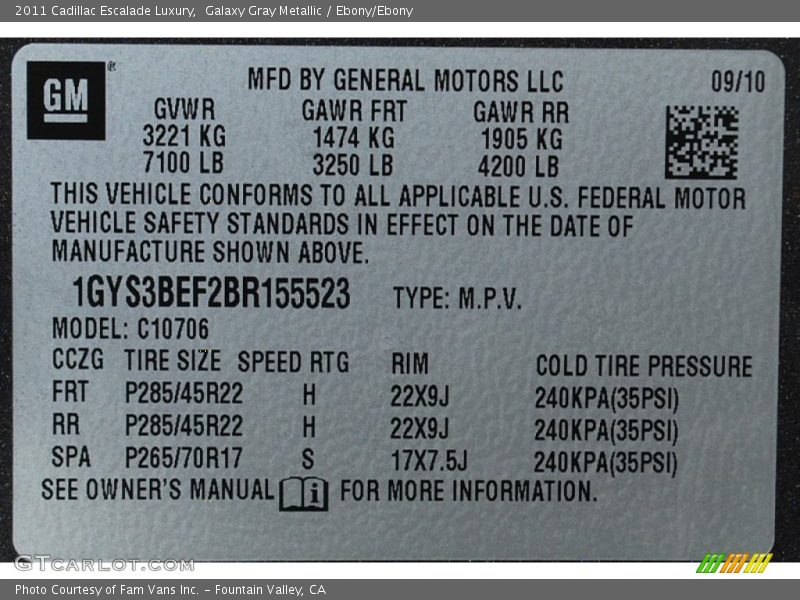 2011 Cadillac Escalade Luxury,  Galaxy Gray Metallic / Ebony/Ebony
GM®
MFD BY GENERAL MOTORS LLC 09/10
GVWR GAWR FRT GAWR RR
3221 KG 1474 KG 1905 KG
7100 LB 3250 LB 4200 LB
THIS VEHICLE CONFORMS TO ALL APPLICABLE U.S. FEDERAL MOTOR
VEHICLE SAFETY STANDARDS IN EFFECT ON THE DATE OF
MANUFACTURE SHOWN ABOVE.
1GYS3BEF2BR155523 TYPE: M.P.V.
MODEL: C10706
CCZG TIRE SIZE SPEED RTG RIM COLD TIRE PRESSURE
FRT P285/45R22 H 22X9J 240KPA(35PSI)
RR P285/45R22 H 22X9J 240KPA(35PSI)
SPA P265/70R17 S 17X7.5J 240KPA(35PSI)
SEE OWNER'S MANUAL i FOR MORE INFORMATION.
GTCARLOT.COM
Photo Courtesy of Fam Vans Inc. - Fountain Valley, CA